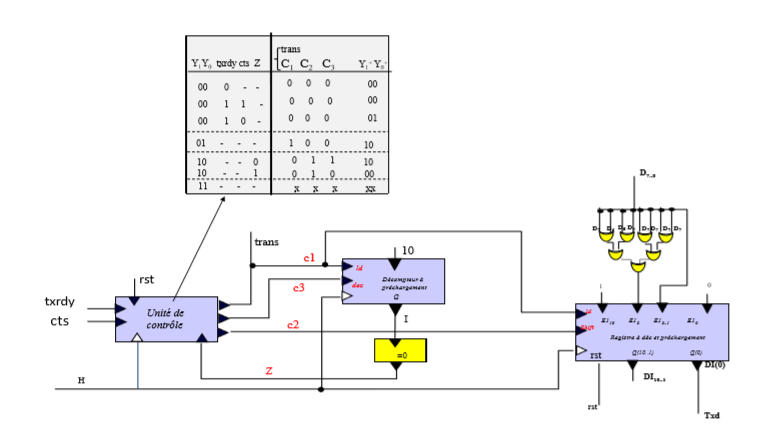 trans
Y₁Y₀ txrdy cts Z C₁ C₂ C₃ Y₁⁺Y₀⁺
00 0 - - 0 0 0 00
00 1 1 - 0 0 0 00
00 1 0 - 0 0 0 01
01 - - - 1 0 0 10
10 - - 0 0 1 1 10
10 - - 1 0 1 0 00
11 - - - x x x xx
D₇..₀
trans
c1
10
rst
ld
Décompteur à
préchargement
Q
dec
c3
txrdy
cts
Unité de
contrôle
I
c2
1
0
Registre à déc et préchargement
rst
Q(10..1)
Q(0)
=0
Z
H
DI(0)
rst
Txd